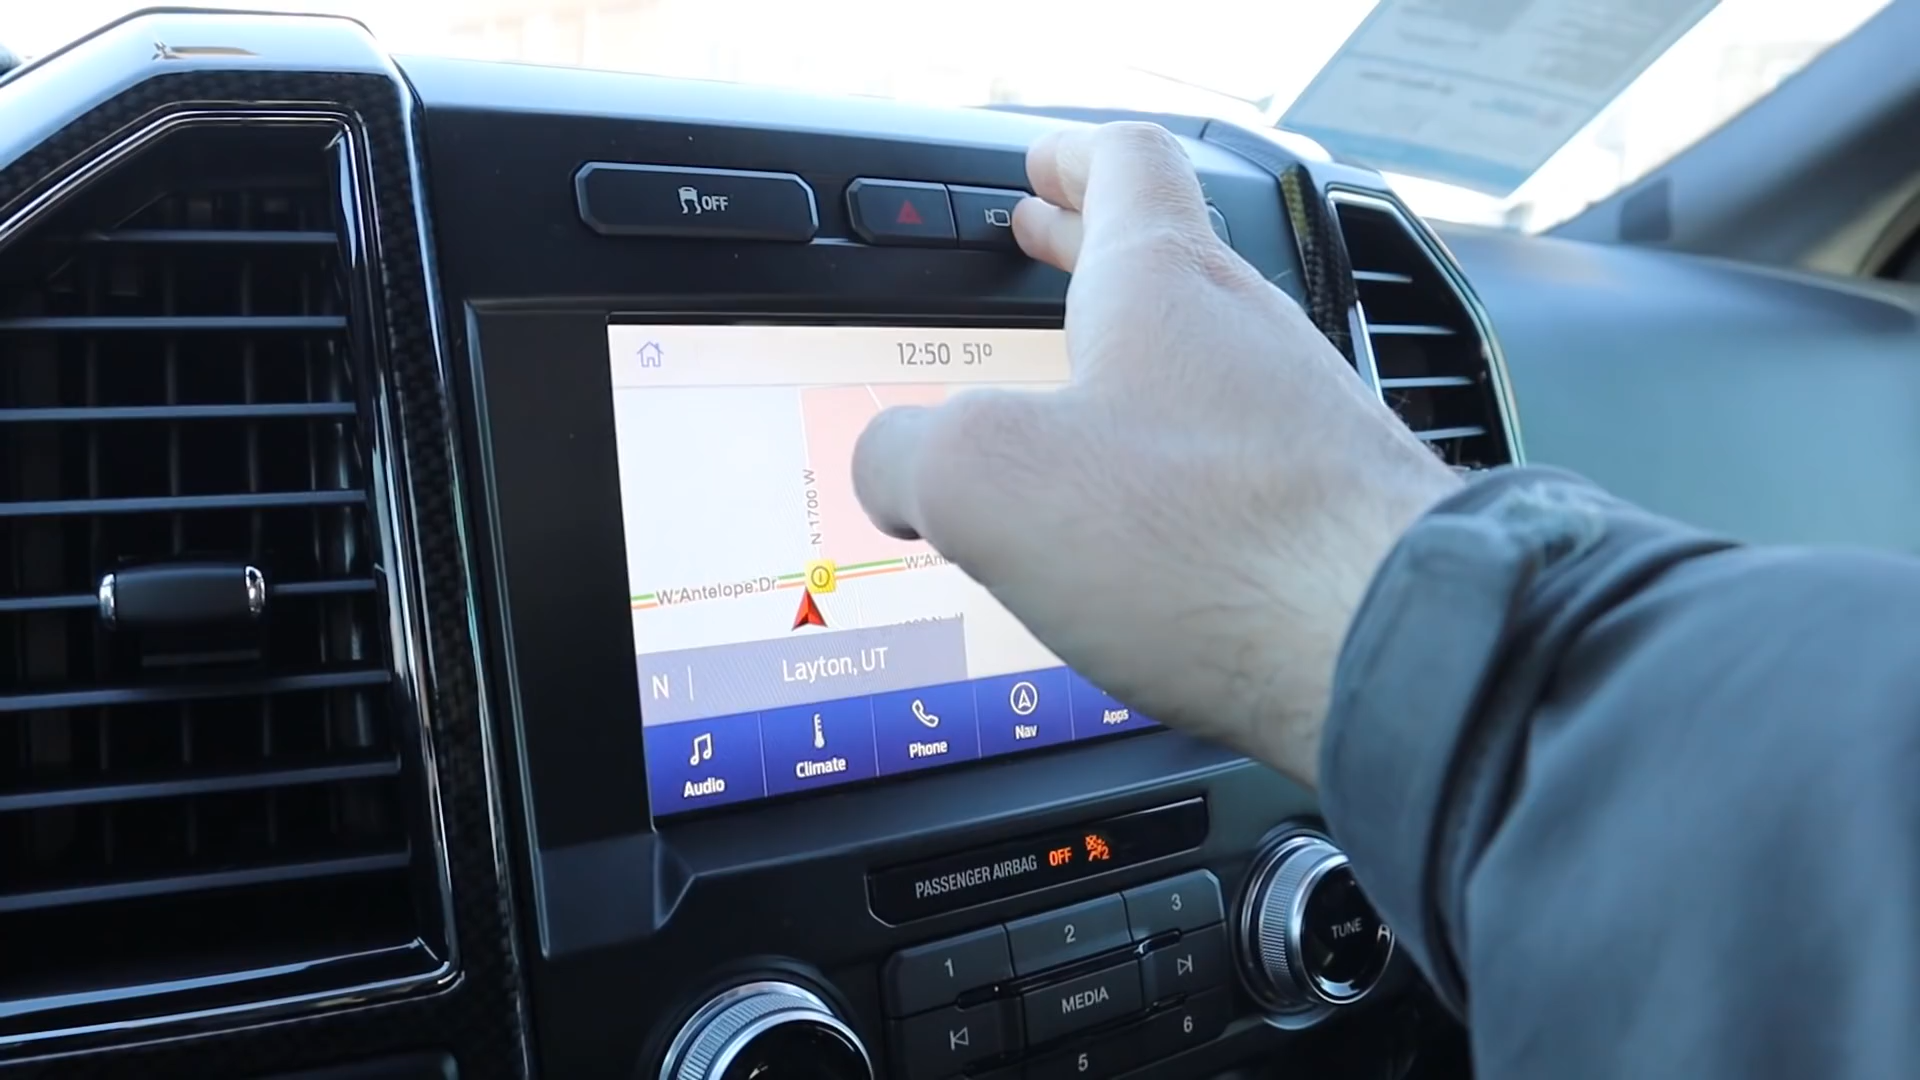 OFF
12:50 51°
N 1700 W
W Antelope Dr
N
Layton, UT
Audio
Climate
Phone
Nav
Apps
PASSENGER AIRBAG OFF 2
1
2
3
MEDIA
5
6
TUNE